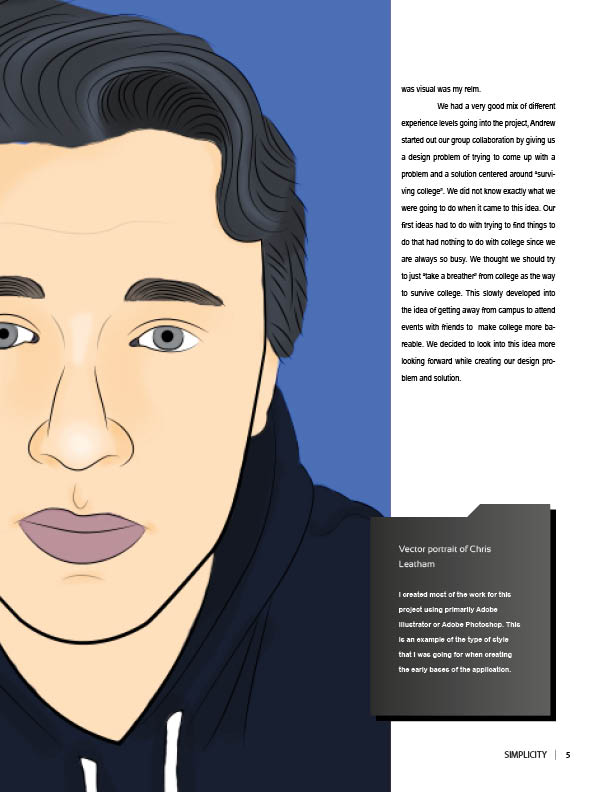 was visual was my relm.
We had a very good mix of different
experience levels going into the project, Andrew
started out our group collaboration by giving us
a design problem of trying to come up with a
problem and a solution centered around "survi-
ving college". We did not know exactly what we
were going to do when it came to this idea. Our
first ideas had to do with trying to find things to
do that had nothing to do with college since we
are always so busy. We thought we should try
to just "take a breather" from college as the way
to survive college. This slowly developed into
the idea of getting away from campus to attend
events with friends to make college more ba-
reable. We decided to look into this idea more
looking forward while creating our design pro-
blem and solution.
Vector portrait of Chris
Leatham
I created most of the work for this
project using primarily Adobe
Illustrator or Adobe Photoshop. This
is an example of the type of style
that I was going for when creating
the early bases of the application.
SIMPLICITY | 5